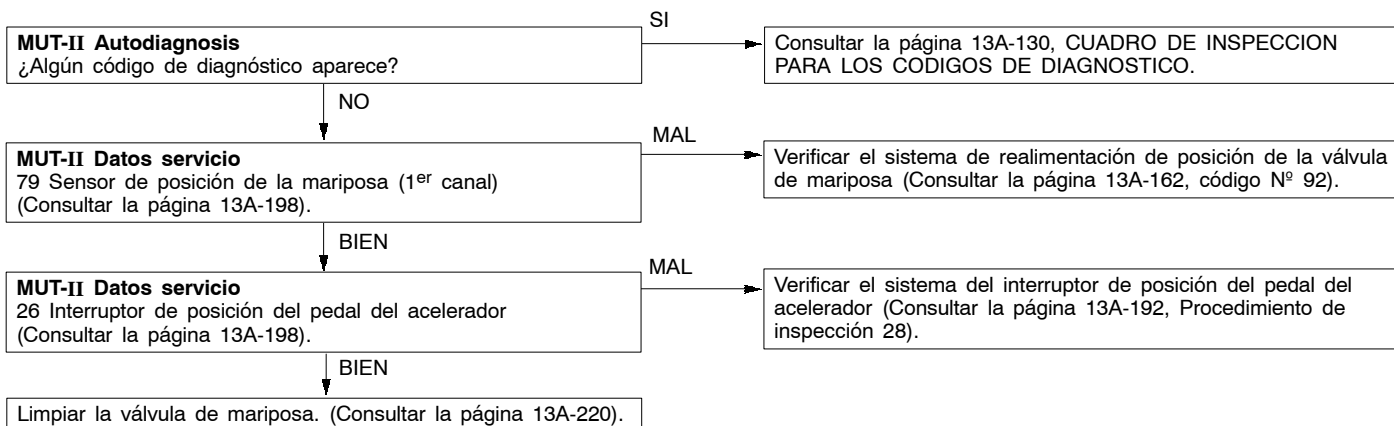 SI
MUT-II Autodiagnosis
¿Algún código de diagnóstico aparece?
Consultar la página 13A-130, CUADRO DE INSPECCION
PARA LOS CODIGOS DE DIAGNOSTICO.
NO
MUT-II Datos servicio
79 Sensor de posición de la mariposa (1er canal)
(Consultar la página 13A-198).
MAL
Verificar el sistema de realimentación de posición de la válvula
de mariposa (Consultar la página 13A-162, código Nº 92).
BIEN
MUT-II Datos servicio
26 Interruptor de posición del pedal del acelerador
(Consultar la página 13A-198).
MAL
Verificar el sistema del interruptor de posición del pedal del
acelerador (Consultar la página 13A-192, Procedimiento de
inspección 28).
BIEN
Limpiar la válvula de mariposa. (Consultar la página 13A-220).